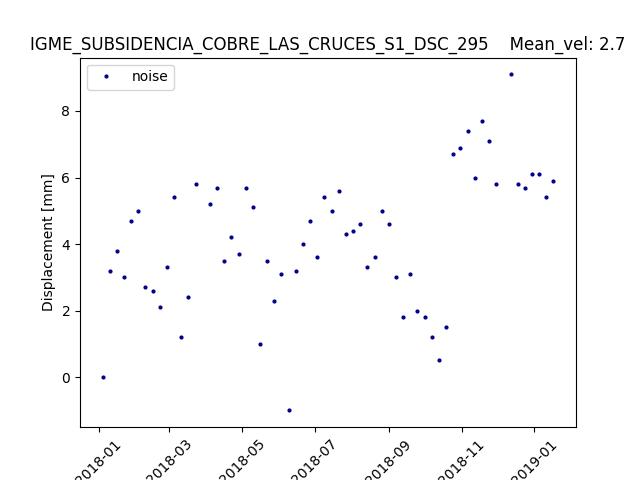 IGME_SUBSIDENCIA_COBRE_LAS_CRUCES_S1_DSC_295 Mean_vel: 2.7
noise
Displacement [mm]
8
6
4
2
0
2018-01 2018-03 2018-05 2018-07 2018-09 2018-11 2019-01